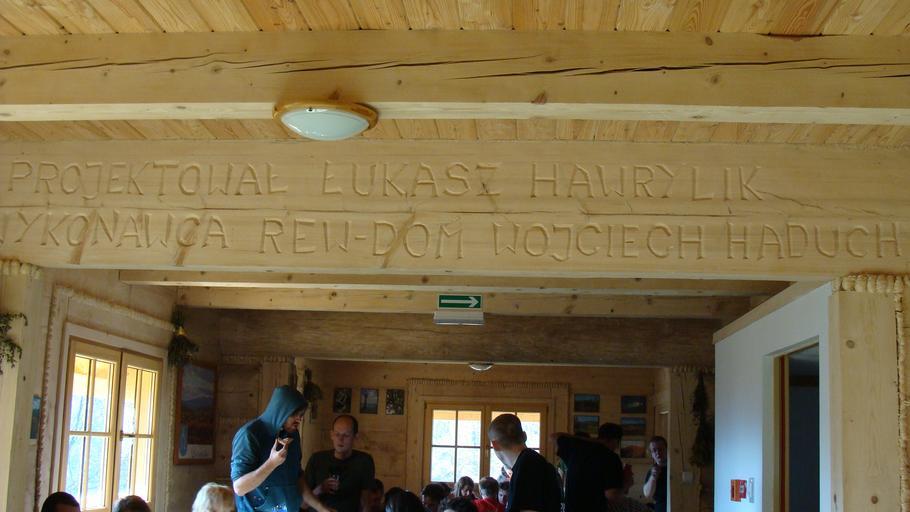 PROJEKTOWAŁ ŁUKASZ HAWRYLIK
WYKONAWCA REW-DOM WOJCIECH HADUCH